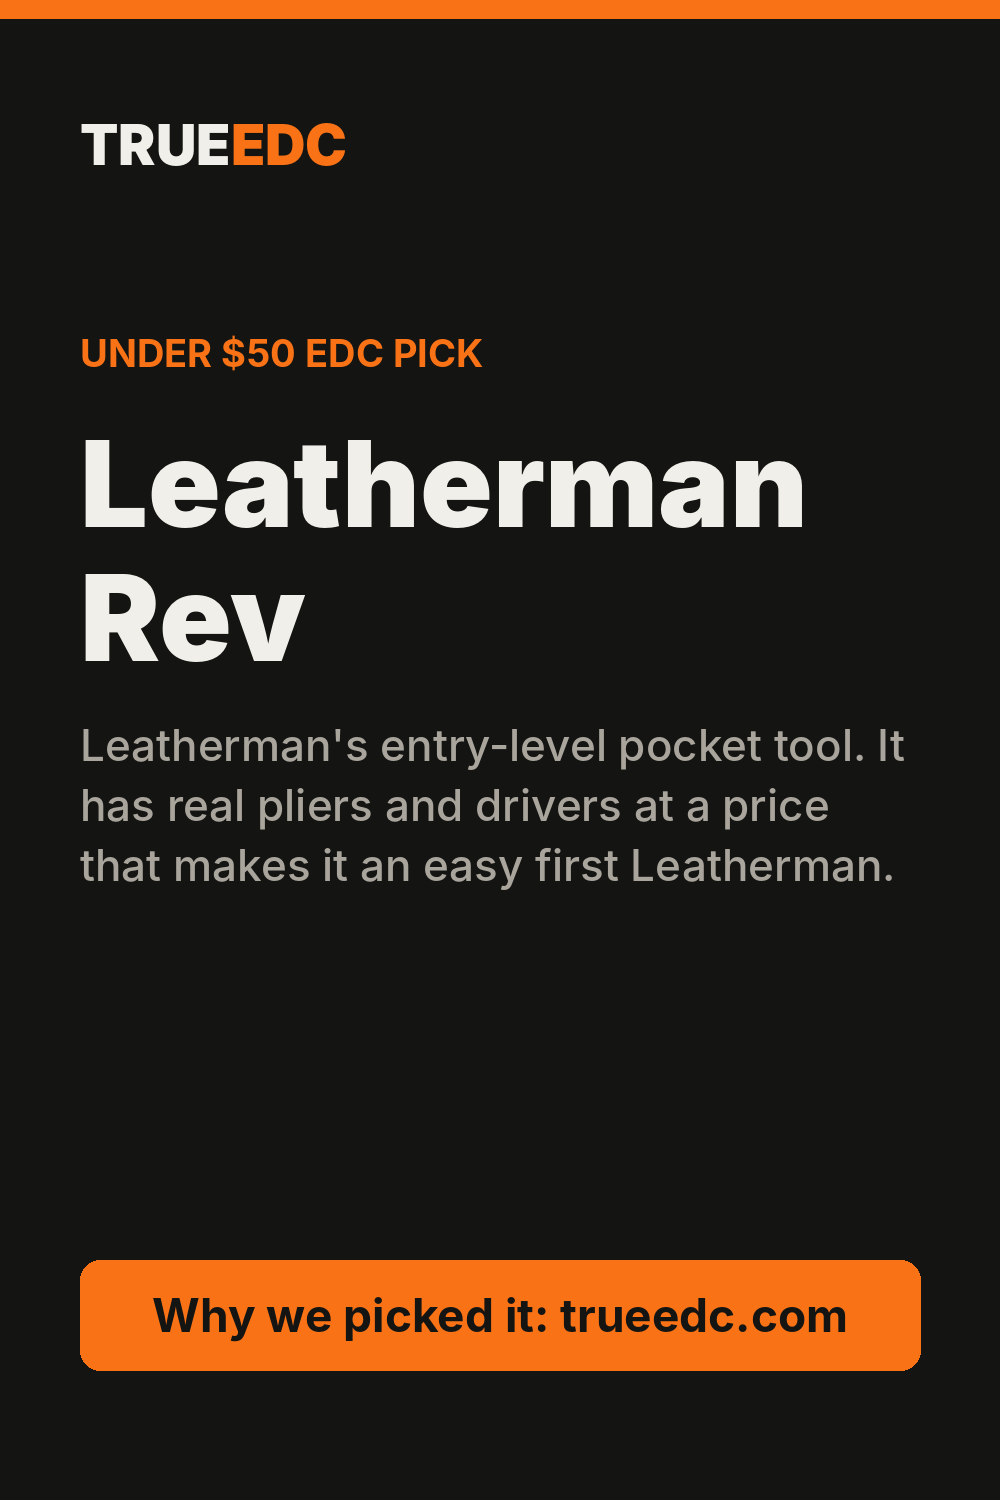 TRUEEDC
UNDER $50 EDC PICK
Leatherman
Rev
Leatherman's entry-level pocket tool. It
has real pliers and drivers at a price
that makes it an easy first Leatherman.
Why we picked it: trueedc.com